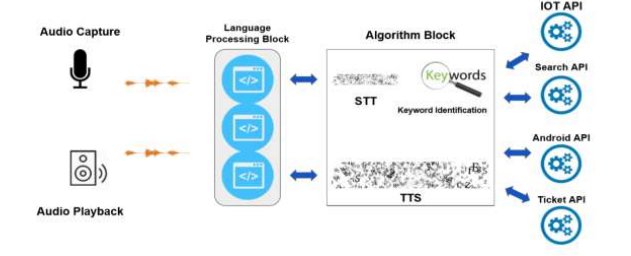 IOT API
Audio Capture
Language
Processing Block
Algorithm Block
Search API
Keywords
STT
Keyword Identification
Android API
TTS
Ticket API
Audio Playback